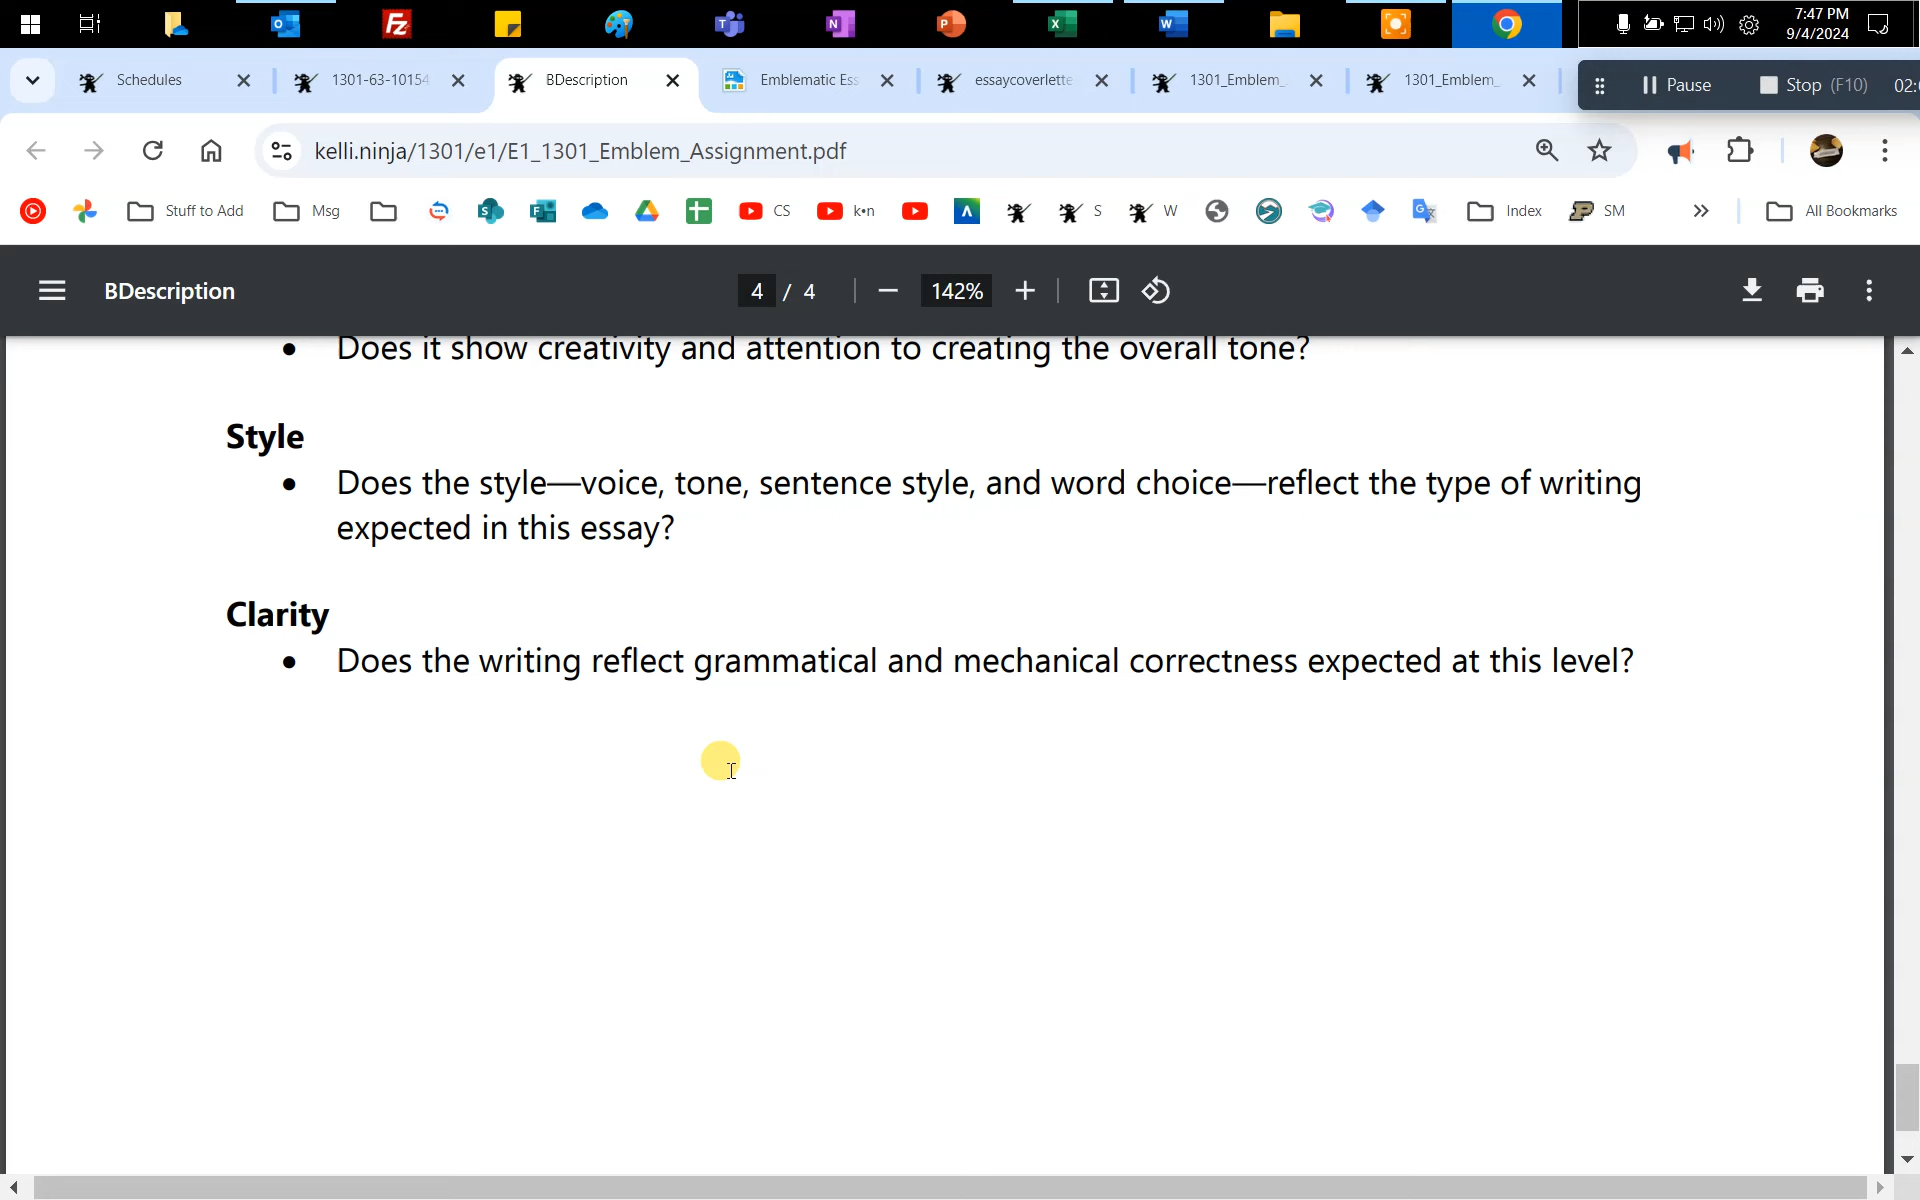 7:47 PM
9/4/2024
Schedules
1301-63-10154
BDescription
Emblematic Ess
essaycoverlette
1301_Emblem_
1301_Emblem_
Pause
Stop (F10)
02:
kelli.ninja/1301/e1/E1_1301_Emblem_Assignment.pdf
Stuff to Add
Msg
CS
k•n
S
W
Index
SM
All Bookmarks
BDescription
4 / 4
142%
• Does it show creativity and attention to creating the overall tone?
Style
• Does the style—voice, tone, sentence style, and word choice—reflect the type of writing
expected in this essay?
Clarity
• Does the writing reflect grammatical and mechanical correctness expected at this level?